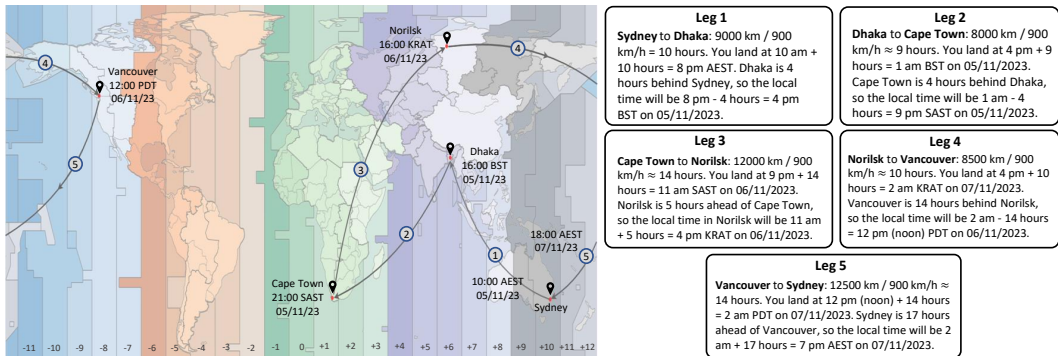 Norilsk
16:00 KRAT
06/11/23
4
4
Vancouver
12:00 PDT
06/11/23
5
3
Dhaka
16:00 BST
05/11/23
2
18:00 AEST
07/11/23
1
5
10:00 AEST
05/11/23
Cape Town
21:00 SAST
05/11/23
Sydney
-11 -10 -9 -8 -7 -6 -5 -4 -3 -2 -1 0 +1 +2 +3 +4 +5 +6 +7 +8 +9 +10 +11 +12
Leg 1
Sydney to Dhaka: 9000 km / 900
km/h = 10 hours. You land at 10 am +
10 hours = 8 pm AEST. Dhaka is 4
hours behind Sydney, so the local
time will be 8 pm - 4 hours = 4 pm
BST on 05/11/2023.
Leg 2
Dhaka to Cape Town: 8000 km / 900
km/h ≈ 9 hours. You land at 4 pm + 9
hours = 1 am BST on 05/11/2023.
Cape Town is 4 hours behind Dhaka,
so the local time will be 1 am - 4
hours = 9 pm SAST on 05/11/2023.
Leg 3
Cape Town to Norilsk: 12000 km / 900
km/h ≈ 14 hours. You land at 9 pm + 14
hours = 11 am SAST on 06/11/2023.
Norilsk is 5 hours ahead of Cape Town,
so the local time in Norilsk will be 11 am
+ 5 hours = 4 pm KRAT on 06/11/2023.
Leg 4
Norilsk to Vancouver: 8500 km / 900
km/h ≈ 10 hours. You land at 4 pm + 10
hours = 2 am KRAT on 07/11/2023.
Vancouver is 14 hours behind Norilsk,
so the local time will be 2 am - 14 hours
= 12 pm (noon) PDT on 06/11/2023.
Leg 5
Vancouver to Sydney: 12500 km / 900 km/h ≈
14 hours. You land at 12 pm (noon) + 14 hours
= 2 am PDT on 07/11/2023. Sydney is 17 hours
ahead of Vancouver, so the local time will be 2
am + 17 hours = 7 pm AEST on 07/11/2023.